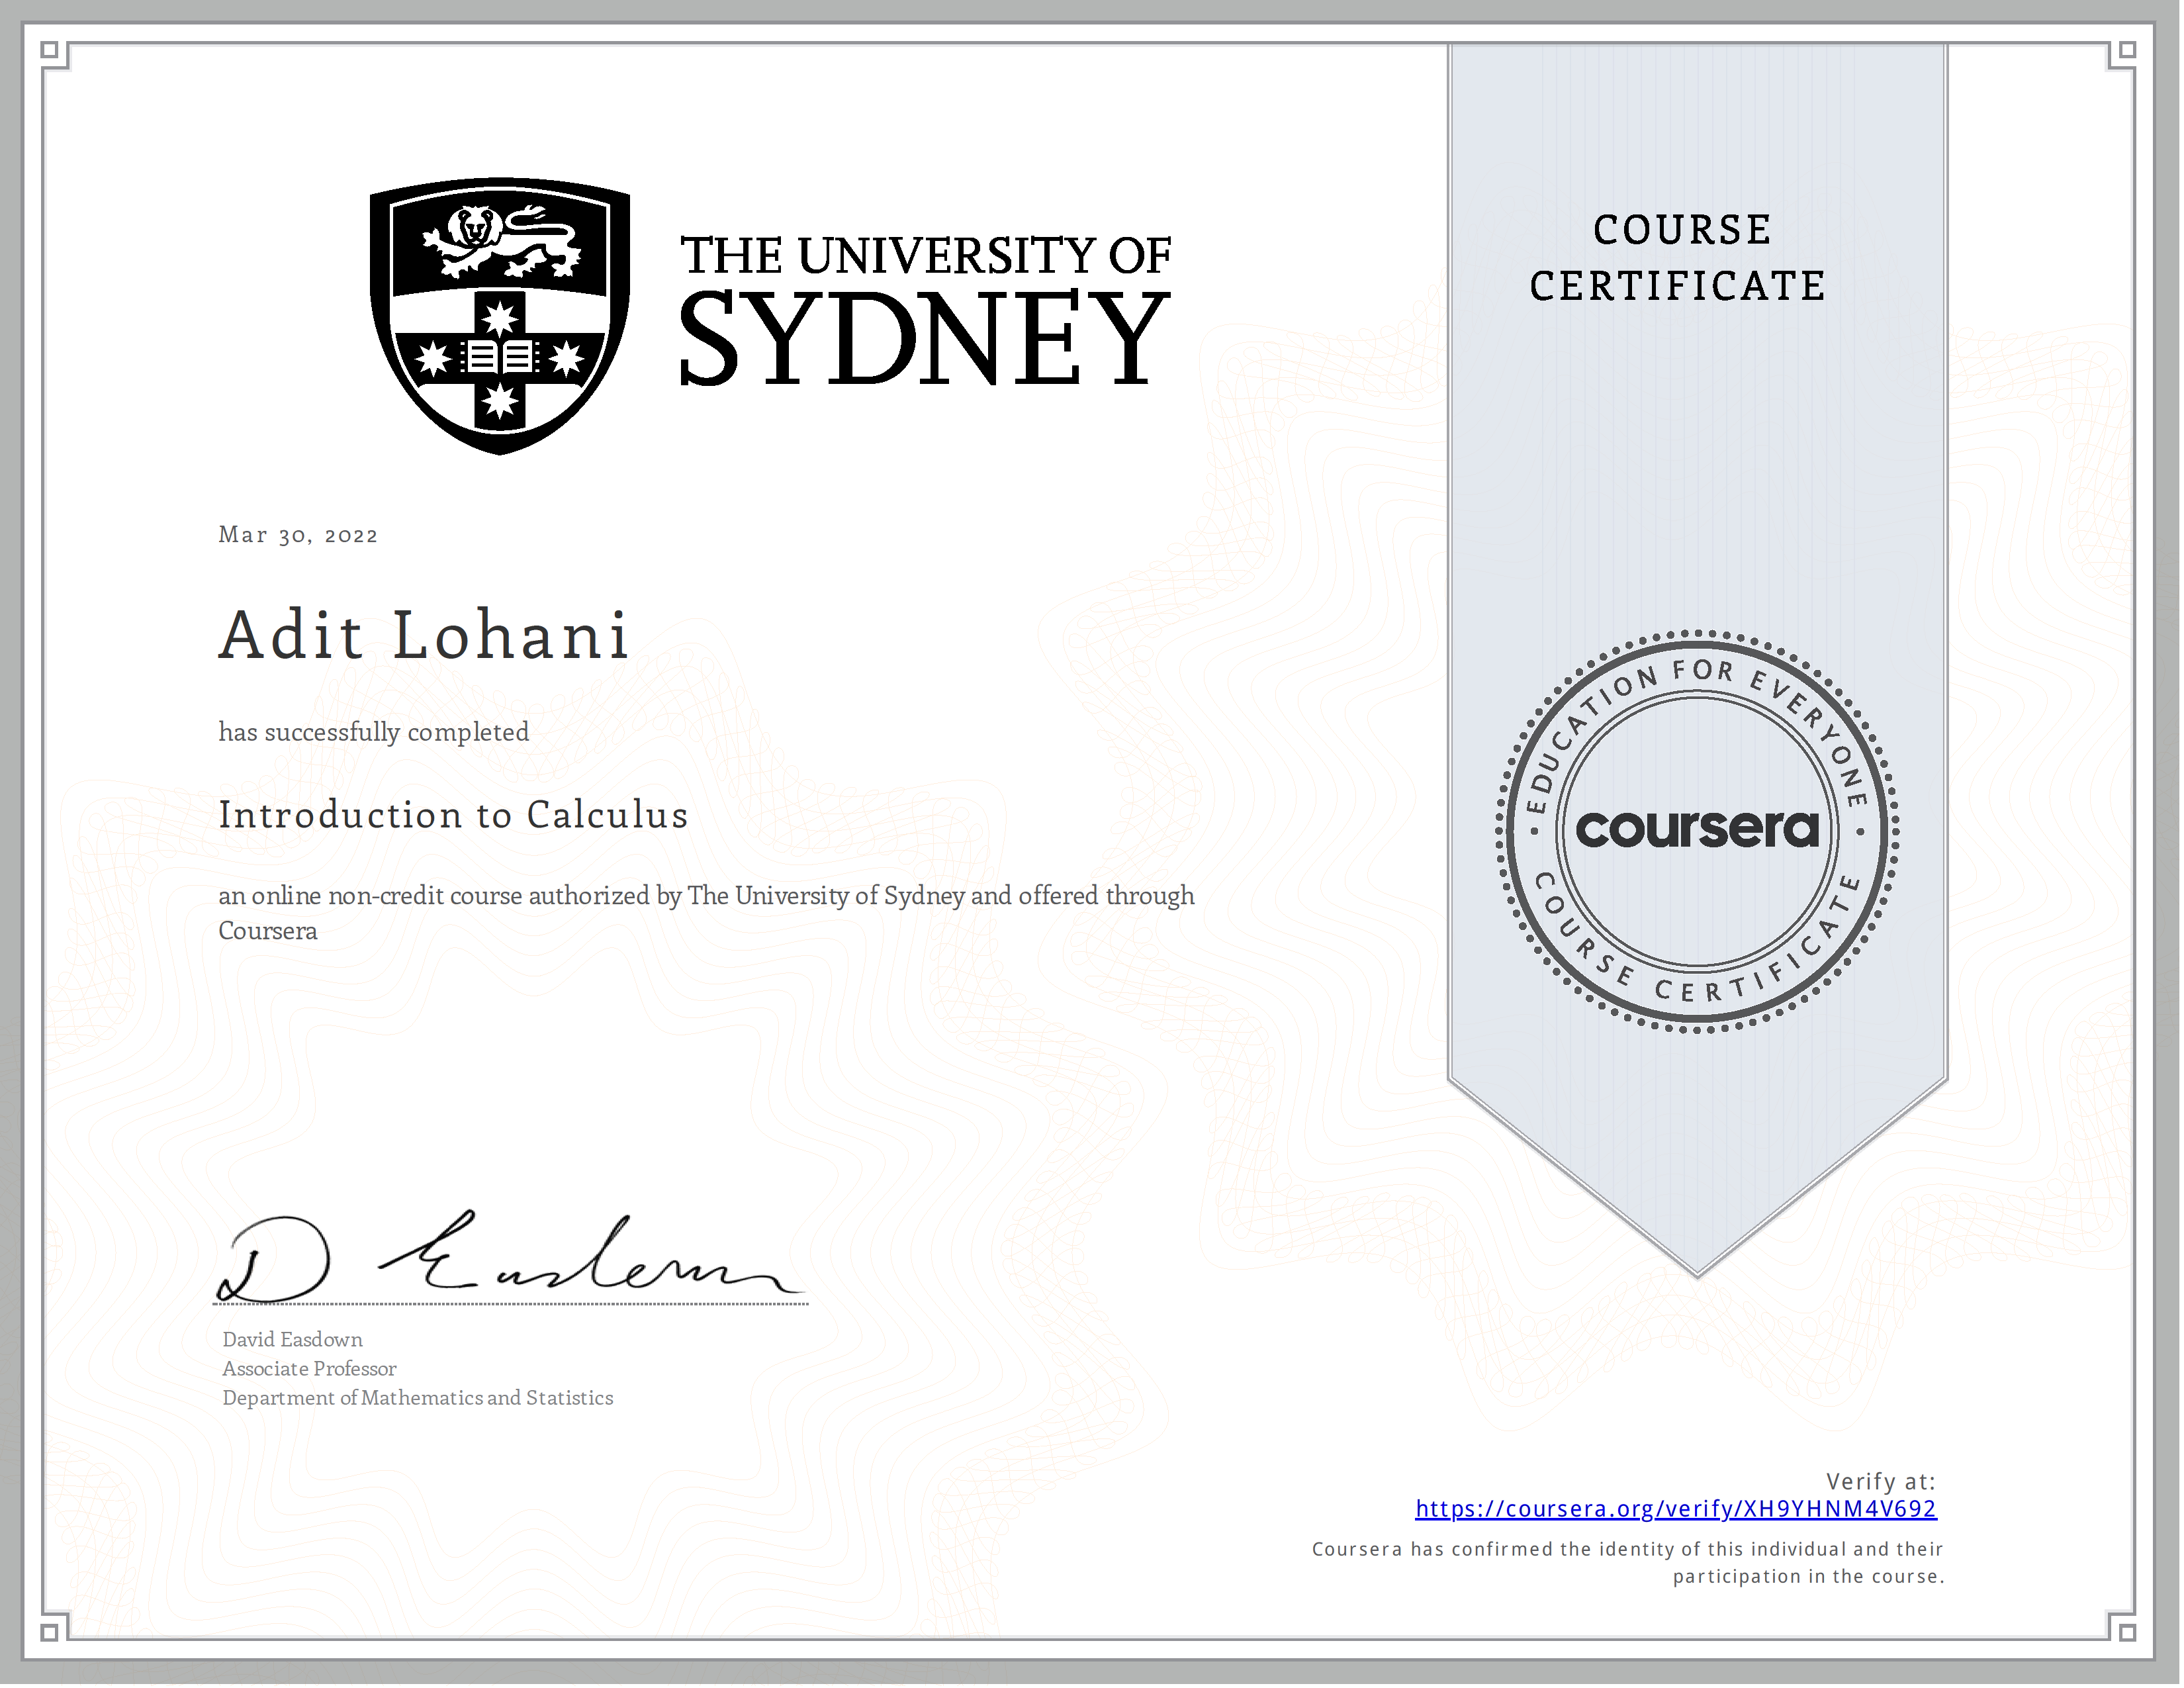 THE UNIVERSITY OF
SYDNEY
COURSE
CERTIFICATE
Mar 30, 2022
Adit Lohani
has successfully completed
Introduction to Calculus
an online non-credit course authorized by The University of Sydney and offered through
Coursera
EDUCATION FOR EVERYONE
coursera
COURSE CERTIFICATE
D Easdown
David Easdown
Associate Professor
Department of Mathematics and Statistics
Verify at:
https://coursera.org/verify/XH9YHNM4V692
Coursera has confirmed the identity of this individual and their
participation in the course.